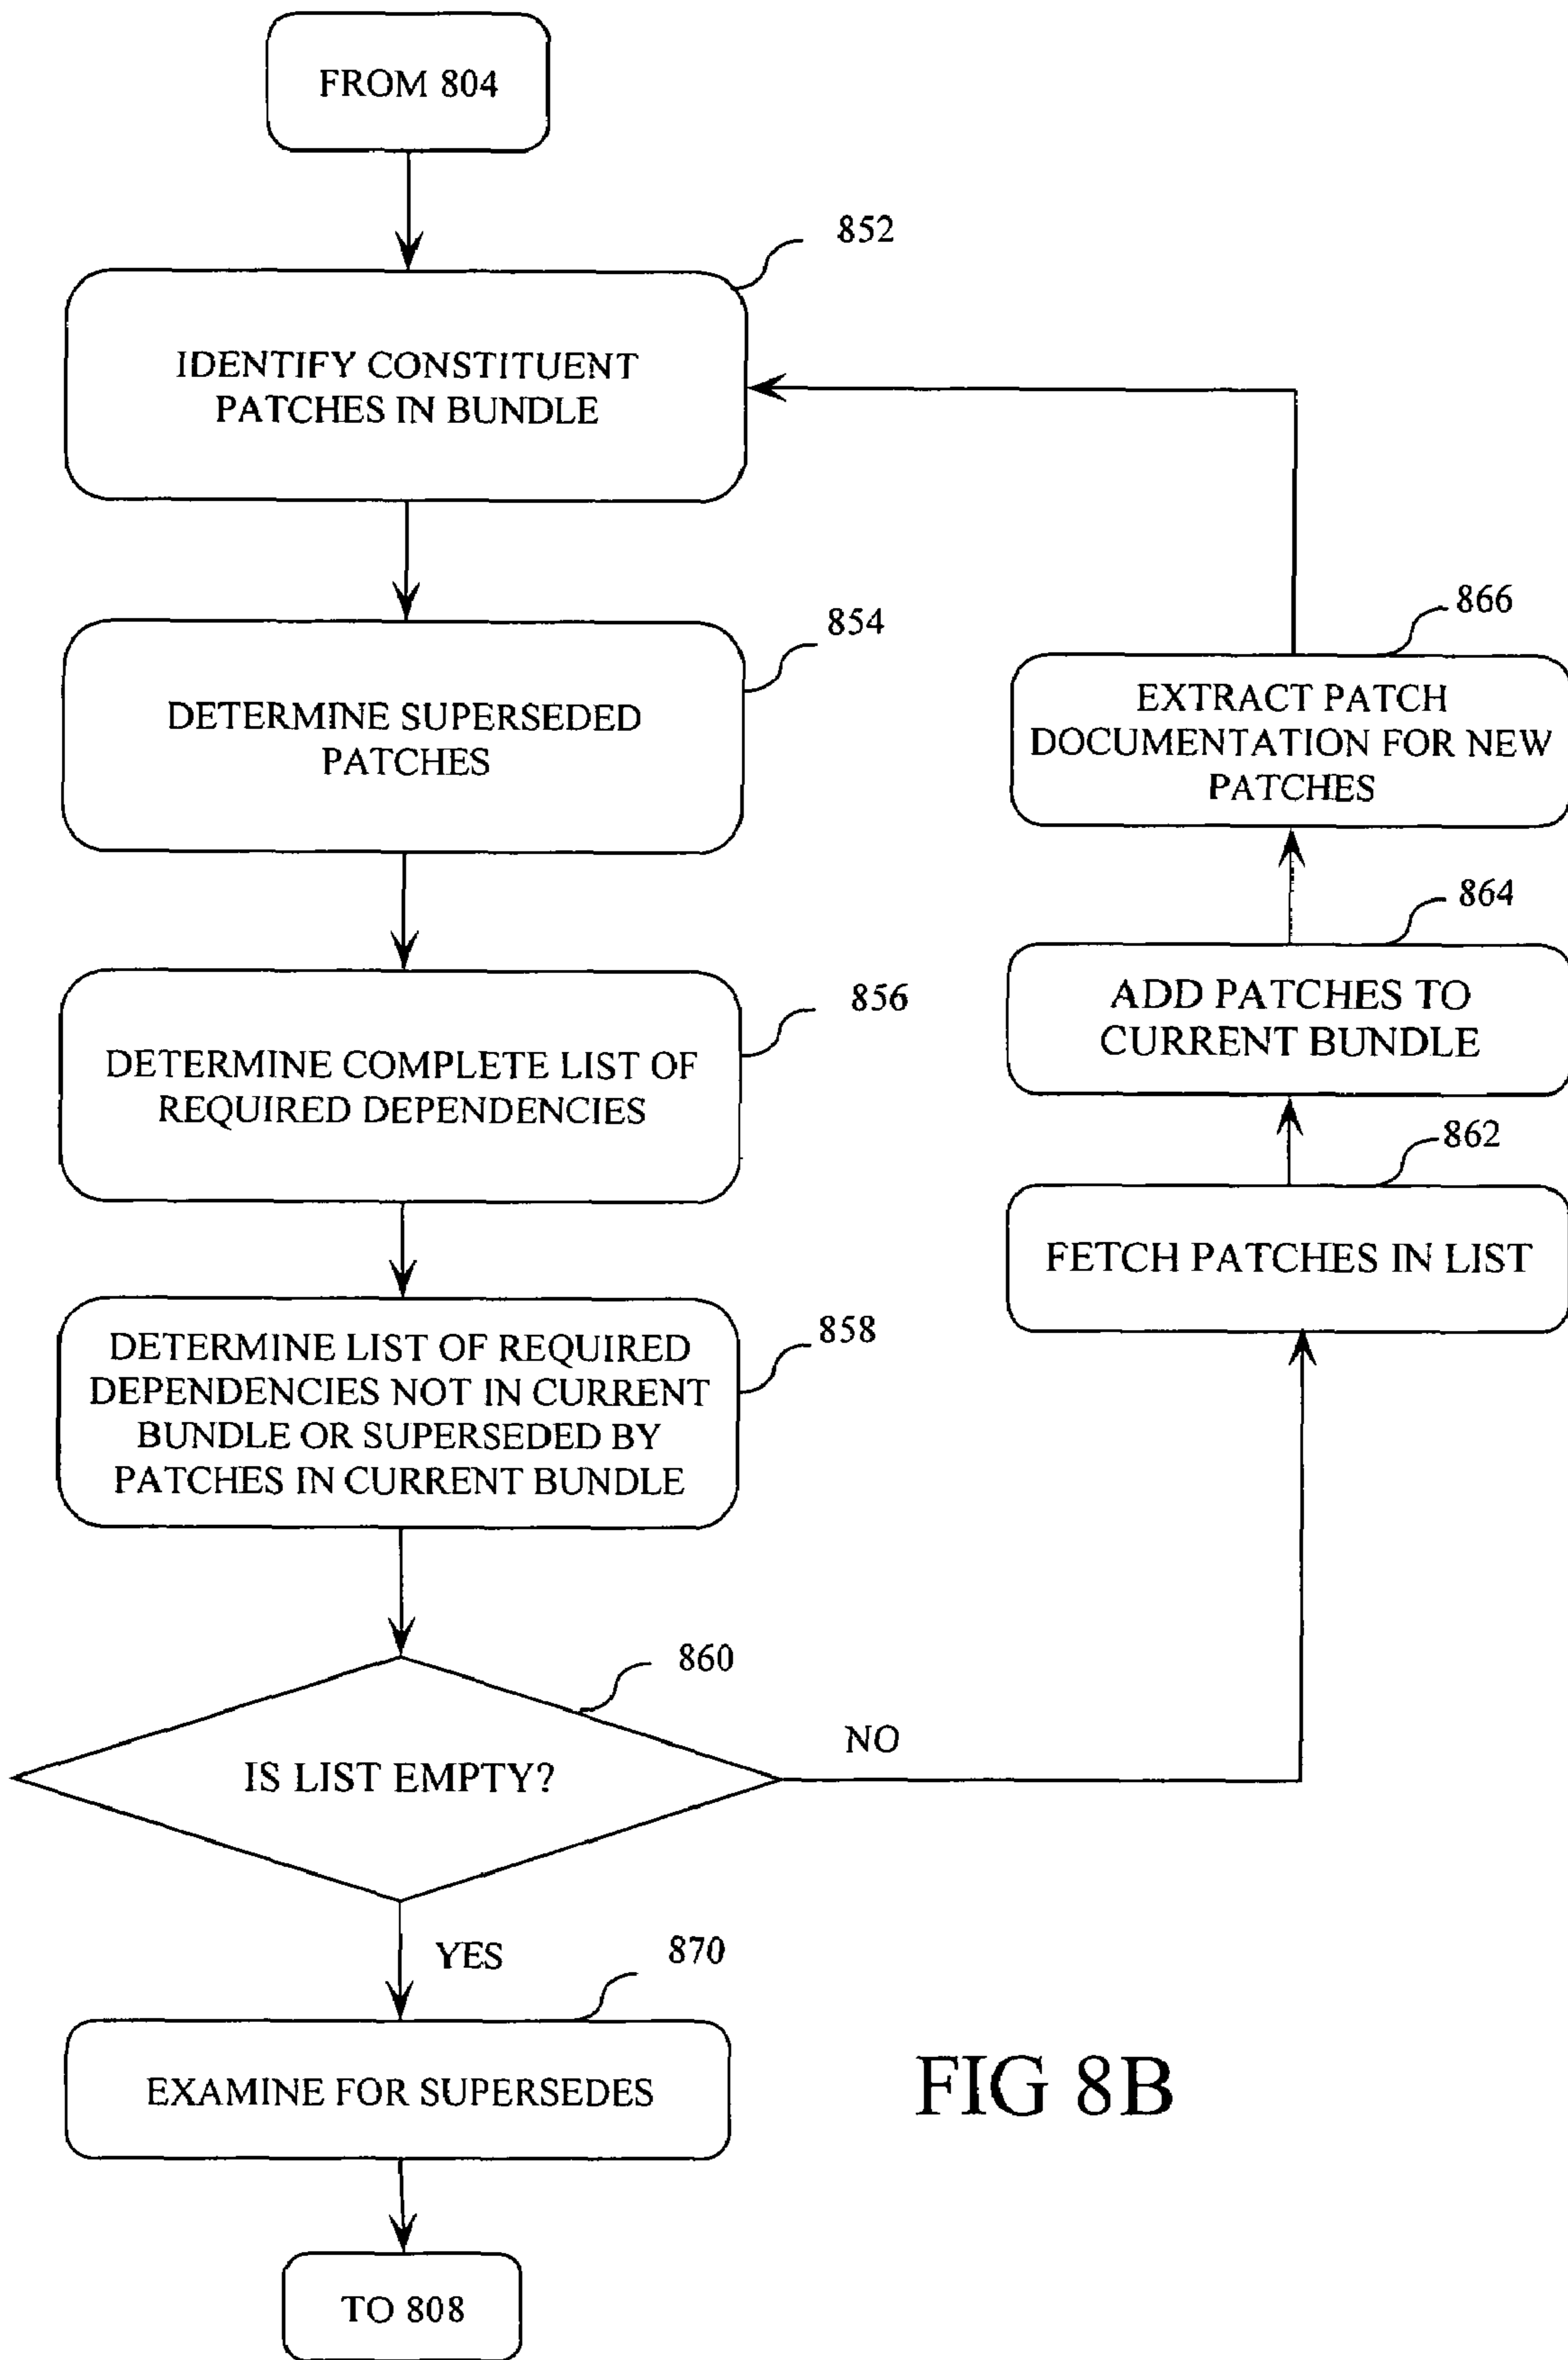 FROM 804
852
IDENTIFY CONSTITUENT
PATCHES IN BUNDLE
854
DETERMINE SUPERSEDED
PATCHES
856
DETERMINE COMPLETE LIST OF
REQUIRED DEPENDENCIES
858
DETERMINE LIST OF REQUIRED
DEPENDENCIES NOT IN CURRENT
BUNDLE OR SUPERSEDED BY
PATCHES IN CURRENT BUNDLE
860
IS LIST EMPTY?
NO
862
FETCH PATCHES IN LIST
864
ADD PATCHES TO
CURRENT BUNDLE
866
EXTRACT PATCH
DOCUMENTATION FOR NEW
PATCHES
YES
870
EXAMINE FOR SUPERSEDES
TO 808
FIG 8B